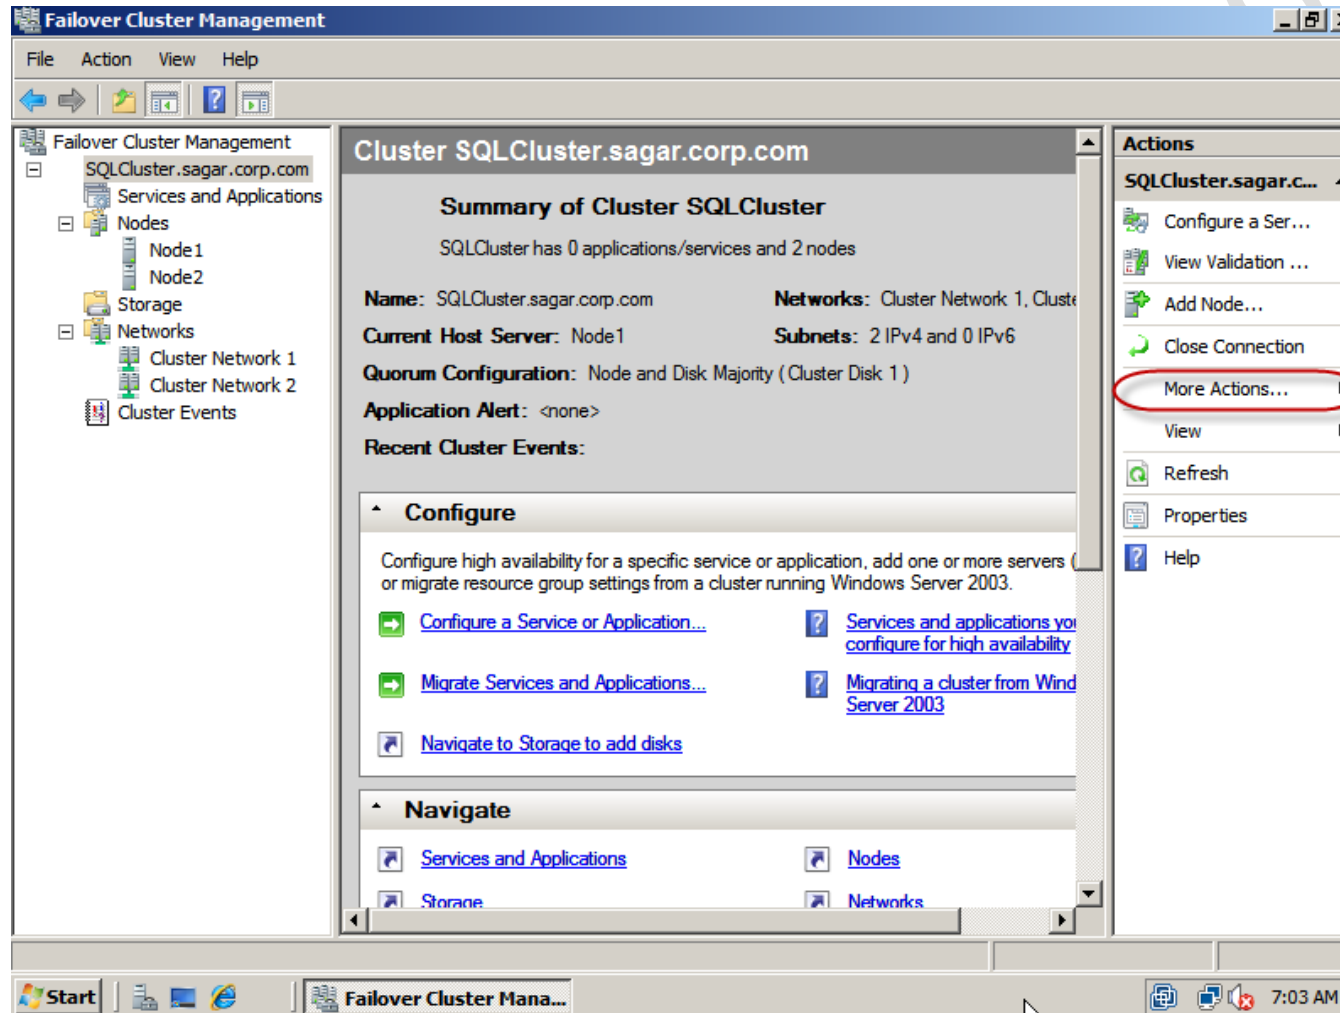 Failover Cluster Management
File Action View Help
Failover Cluster Management
SQLCluster.sagar.corp.com
Services and Applications
Nodes
Node1
Node2
Storage
Networks
Cluster Network 1
Cluster Network 2
Cluster Events
Cluster SQLCluster.sagar.corp.com
Summary of Cluster SQLCluster
SQLCluster has 0 applications/services and 2 nodes
Name: SQLCluster.sagar.corp.com Networks: Cluster Network 1, Cluste
Current Host Server: Node1 Subnets: 2 IPv4 and 0 IPv6
Quorum Configuration: Node and Disk Majority (Cluster Disk 1)
Application Alert: <none>
Recent Cluster Events:
Configure
Configure high availability for a specific service or application, add one or more servers (
or migrate resource group settings from a cluster running Windows Server 2003.
Configure a Service or Application...
Services and applications you
configure for high availability
Migrate Services and Applications...
Migrating a cluster from Wind
Server 2003
Navigate to Storage to add disks
Navigate
Services and Applications Nodes
Storage Networks
Actions
SQLCluster.sagar.c...
Configure a Ser...
View Validation ...
Add Node...
Close Connection
More Actions...
View
Refresh
Properties
Help
Start Failover Cluster Mana... 7:03 AM